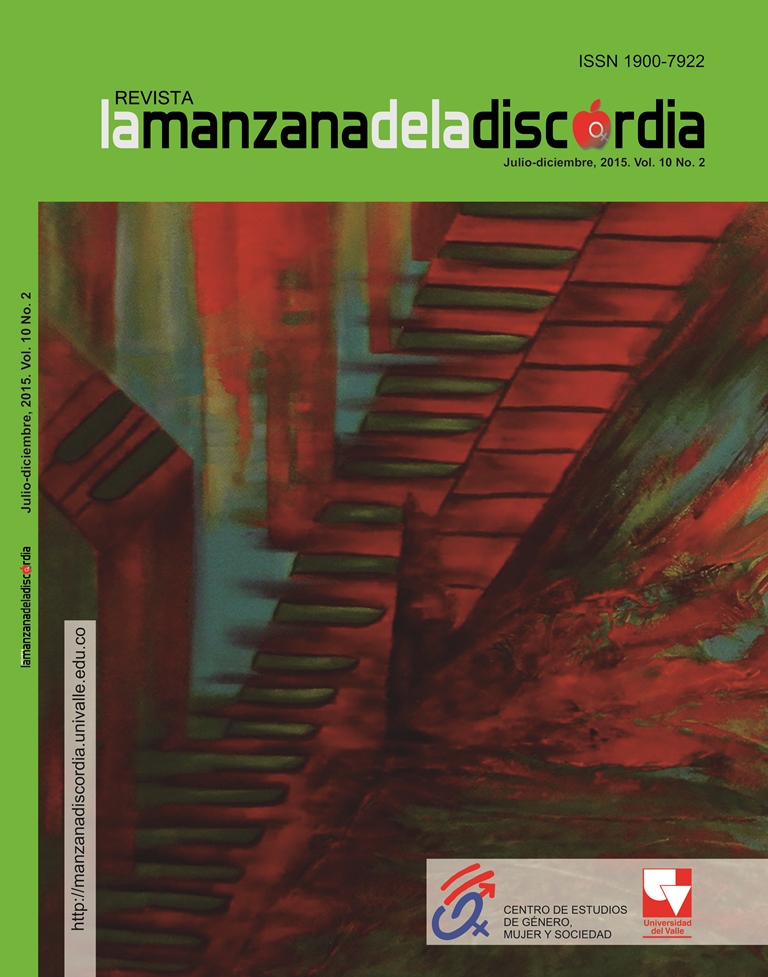 ISSN 1900-7922
REVISTA
lamanzanadeladiscordia
Julio-diciembre, 2015. Vol. 10 No. 2
Julio-diciembre, 2015. Vol. 10 No. 2
lamanzanadeladiscordia
http://manzanadiscordia.univalle.edu.co
CENTRO DE ESTUDIOS
DE GÉNERO,
MUJER Y SOCIEDAD
Universidad
del Valle